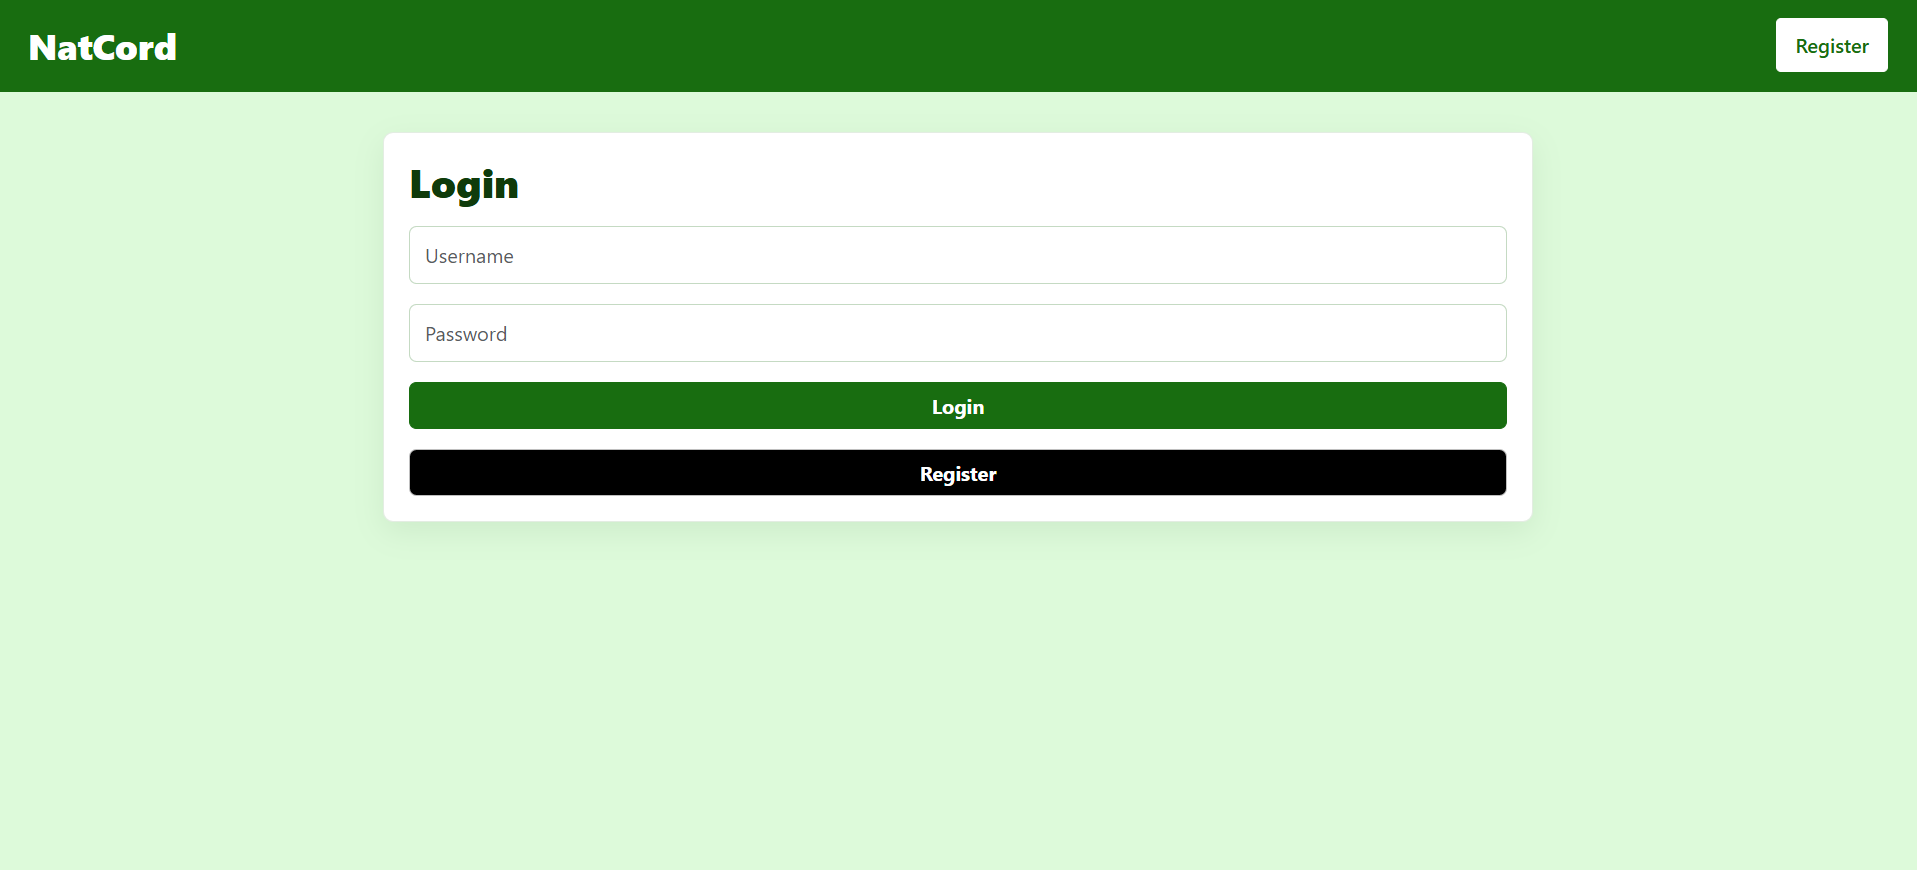 NatCord
Register
Login
Username
Password
Login
Register